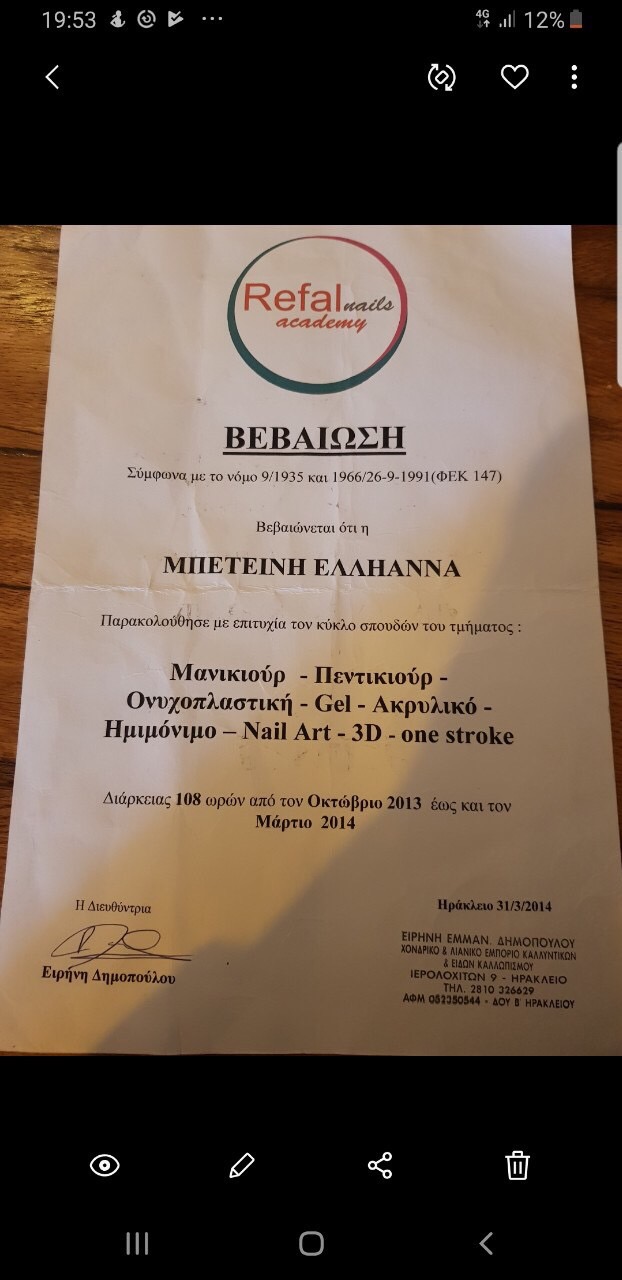 19:53
4G
12%
Refal nails
academy
ΒΕΒΑΙΩΣΗ
Σύμφωνα με το νόμο 9/1935 και 1966/26-9-1991(ΦΕΚ 147)
Βεβαιώνεται ότι η
ΜΠΕΤΕΙΝΗ ΕΛΛΗΑΝΝΑ
Παρακολούθησε με επιτυχία τον κύκλο σπουδών του τμήματος :
Μανικιούρ - Πεντικιούρ -
Ονυχοπλαστική - Gel - Ακρυλικό -
Ημιμόνιμο – Nail Art - 3D - one stroke
Διάρκειας 108 ωρών από τον Οκτώβριο 2013 έως και τον
Μάρτιο 2014
Η Διευθύντρια
Ειρήνη Δημοπούλου
Ηράκλειο 31/3/2014
ΕΙΡΗΝΗ ΕΜΜΑΝ. ΔΗΜΟΠΟΥΛΟΥ
ΧΟΝΔΡΙΚΟ & ΛΙΑΝΙΚΟ ΕΜΠΟΡΙΟ ΚΑΛΛΥΝΤΙΚΩΝ
& ΕΙΔΩΝ ΚΑΛΛΩΠΙΣΜΟΥ
ΙΕΡΟΛΟΧΙΤΩΝ 9 - ΗΡΑΚΛΕΙΟ
ΤΗΛ. 2810 326629
ΑΦΜ 052350544 - ΔΟΥ Β' ΗΡΑΚΛΕΙΟΥ